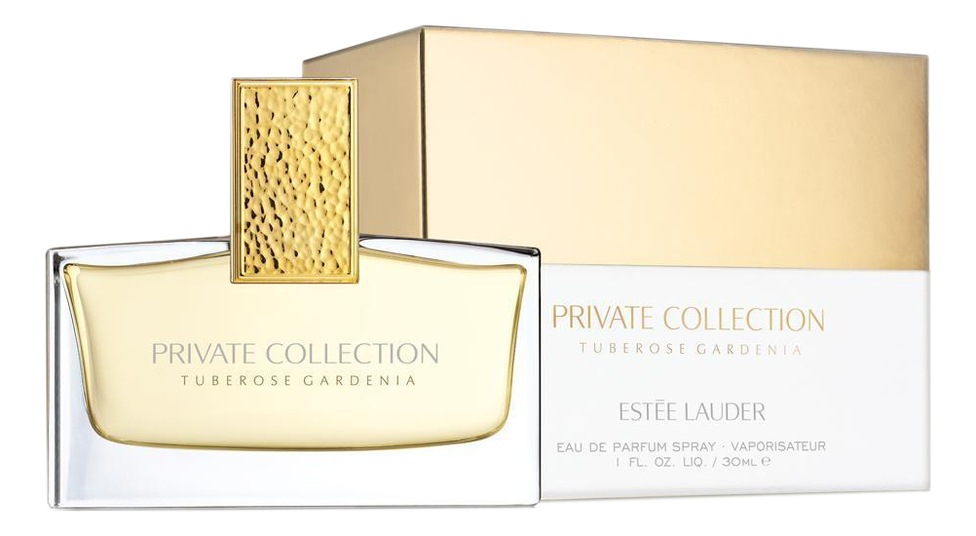 PRIVATE COLLECTION
TUBEROSE GARDENIA
PRIVATE COLLECTION
TUBEROSE GARDENIA
ESTĒE LAUDER
EAU DE PARFUM SPRAY · VAPORISATEUR
1 FL. OZ. LIQ. / 30ML ℮